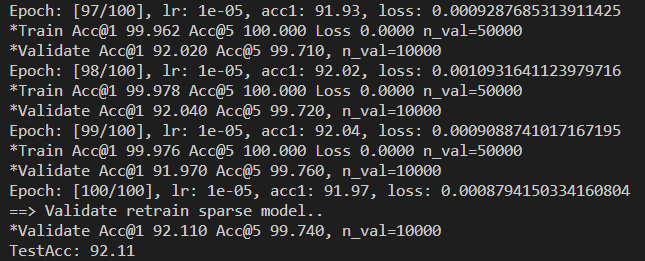 Epoch: [97/100], lr: 1e-05, acc1: 91.93, loss: 0.0009287685313911425
*Train Acc@1 99.962 Acc@5 100.000 Loss 0.0000 n_val=50000
*Validate Acc@1 92.020 Acc@5 99.710, n_val=10000
Epoch: [98/100], lr: 1e-05, acc1: 92.02, loss: 0.0010931641123979716
*Train Acc@1 99.978 Acc@5 100.000 Loss 0.0000 n_val=50000
*Validate Acc@1 92.040 Acc@5 99.720, n_val=10000
Epoch: [99/100], lr: 1e-05, acc1: 92.04, loss: 0.0009088741017167195
*Train Acc@1 99.976 Acc@5 100.000 Loss 0.0000 n_val=50000
*Validate Acc@1 91.970 Acc@5 99.760, n_val=10000
Epoch: [100/100], lr: 1e-05, acc1: 91.97, loss: 0.0008794150334160804
==> Validate retrain sparse model..
*Validate Acc@1 92.110 Acc@5 99.740, n_val=10000
TestAcc: 92.11